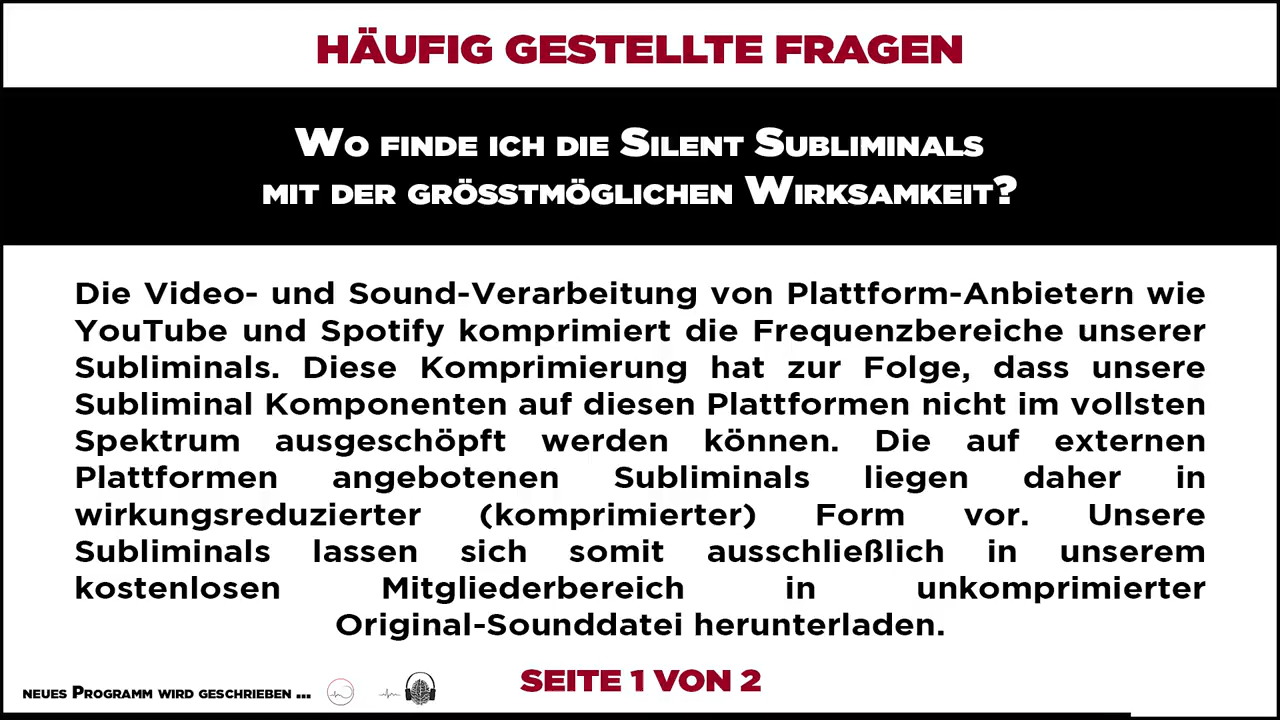 HÄUFIG GESTELLTE FRAGEN
WO FINDE ICH DIE SILENT SUBLIMINALS
MIT DER GRÖSSTMÖGLICHEN WIRKSAMKEIT?
Die Video- und Sound-Verarbeitung von Plattform-Anbietern wie
YouTube und Spotify komprimiert die Frequenzbereiche unserer
Subliminals. Diese Komprimierung hat zur Folge, dass unsere
Subliminal Komponenten auf diesen Plattformen nicht im vollsten
Spektrum ausgeschöpft werden können. Die auf externen
Plattformen angebotenen Subliminals liegen daher in
wirkungsreduzierter (komprimierter) Form vor. Unsere
Subliminals lassen sich somit ausschließlich in unserem
kostenlosen Mitgliederbereich in unkomprimierter
Original-Sounddatei herunterladen.
SEITE 1 VON 2
NEUES PROGRAMM WIRD GESCHRIEBEN ...